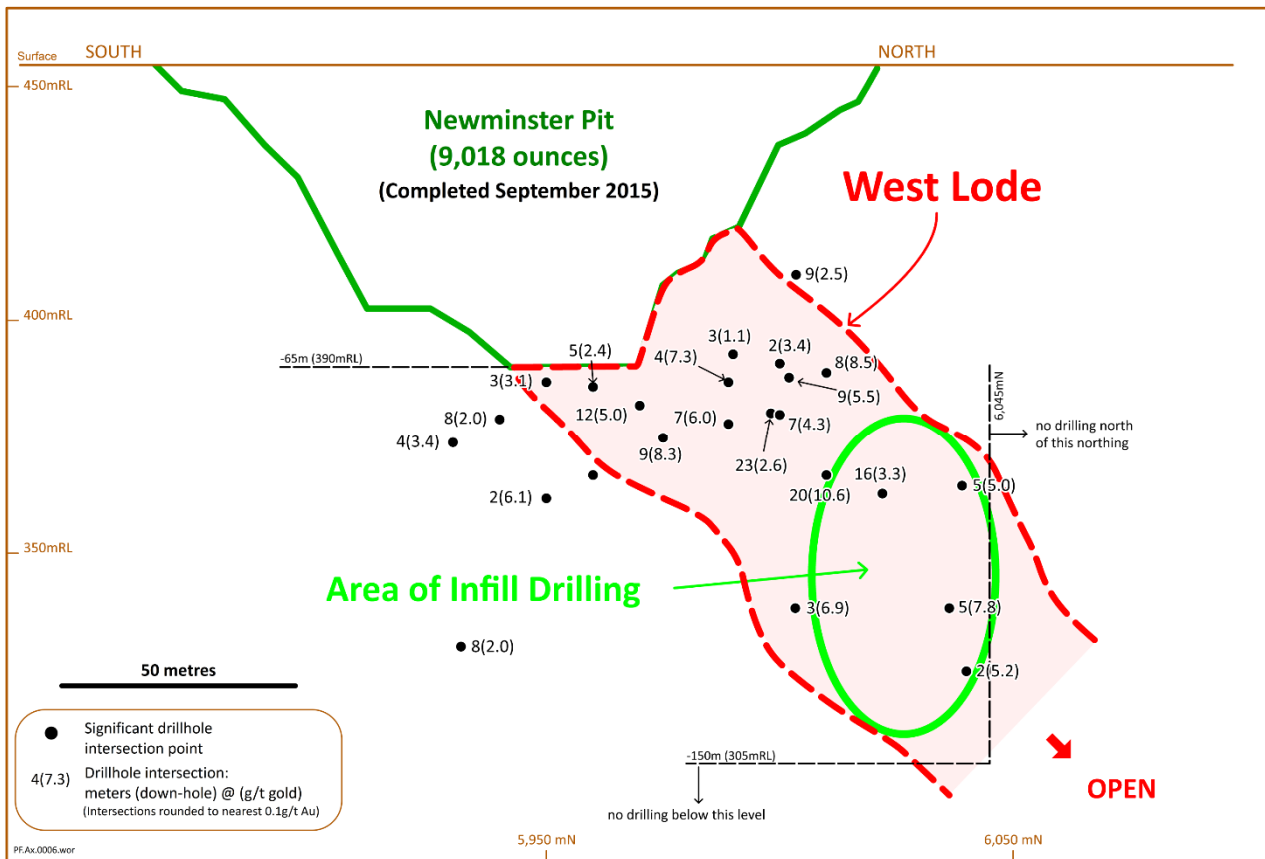 Surface
SOUTH
NORTH
450mRL
Newminster Pit
(9,018 ounces)
(Completed September 2015)
West Lode
9(2.5)
400mRL
3(1.1)
2(3.4)
5(2.4)
4(7.3)
8(8.5)
-65m (390mRL)
3(3.1)
9(5.5)
6,045mN
12(5.0)
8(2.0)
7(6.0)
7(4.3)
no drilling north
of this northing
4(3.4)
9(8.3)
23(2.6)
16(3.3)
5(5.0)
2(6.1)
20(10.6)
350mRL
Area of Infill Drilling
3(6.9)
5(7.8)
8(2.0)
2(5.2)
50 metres
Significant drillhole
intersection point
4(7.3)
Drillhole intersection:
meters (down-hole) @ (g/t gold)
(Intersections rounded to nearest 0.1g/t Au)
-150m (305mRL)
OPEN
no drilling below this level
5,950 mN
6,050 mN
PF.Ax.0006.wor